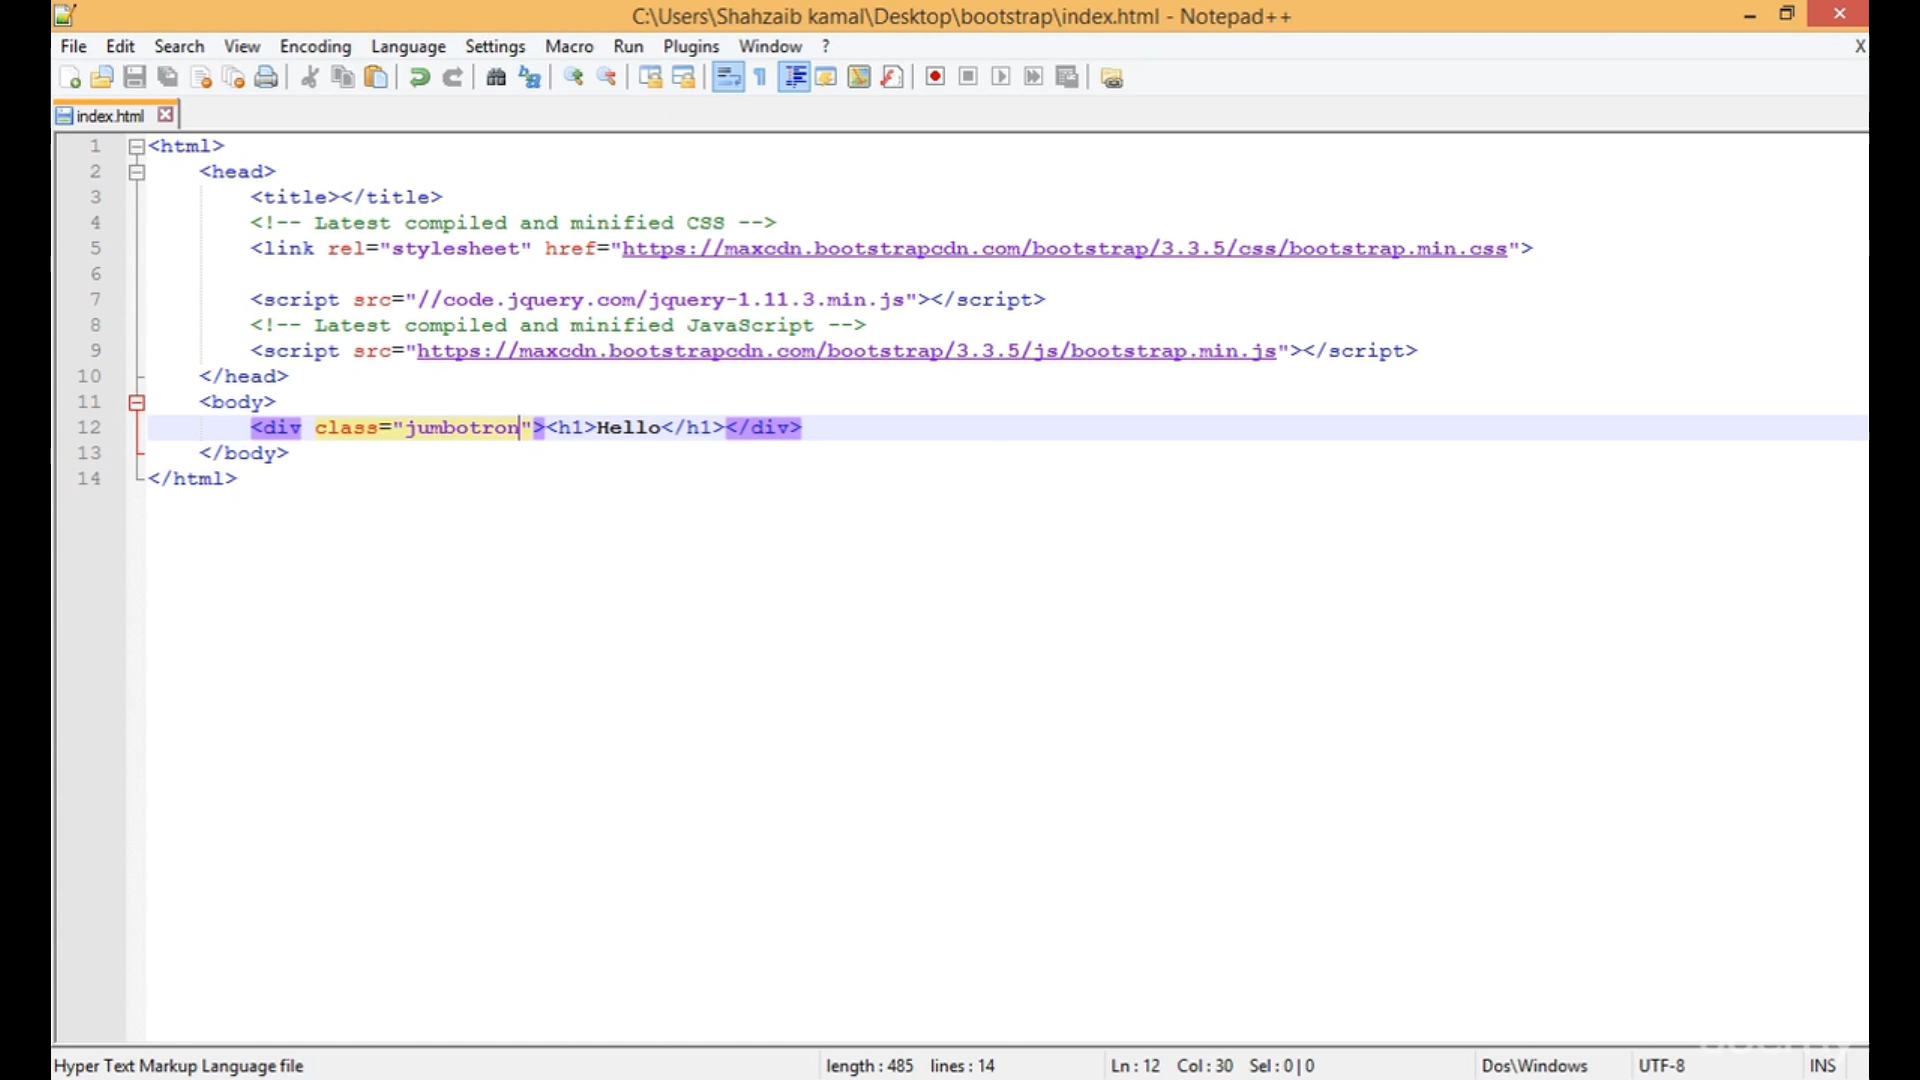 C:\Users\Shahzaib kamal\Desktop\bootstrap\index.html - Notepad++
File Edit Search View Encoding Language Settings Macro Run Plugins Window ? X
index.html
1 <html>
2 <head>
3 <title></title>
4 <!-- Latest compiled and minified CSS -->
5 <link rel="stylesheet" href="https://maxcdn.bootstrapcdn.com/bootstrap/3.3.5/css/bootstrap.min.css">
6
7 <script src="//code.jquery.com/jquery-1.11.3.min.js"></script>
8 <!-- Latest compiled and minified JavaScript -->
9 <script src="https://maxcdn.bootstrapcdn.com/bootstrap/3.3.5/js/bootstrap.min.js"></script>
10 </head>
11 <body>
12 <div class="jumbotron"><h1>Hello</h1></div>
13 </body>
14 </html>
Hyper Text Markup Language file length : 485 lines : 14 Ln : 12 Col : 30 Sel : 0 | 0 Dos\Windows UTF-8 INS